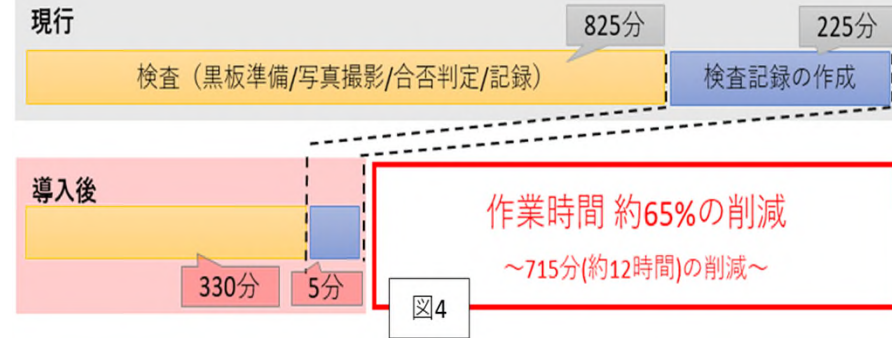 現行
825分
225分
検査（黒板準備/写真撮影/合否判定/記録）
検査記録の作成
導入後
330分
5分
作業時間 約65%の削減
～715分(約12時間)の削減～
図4